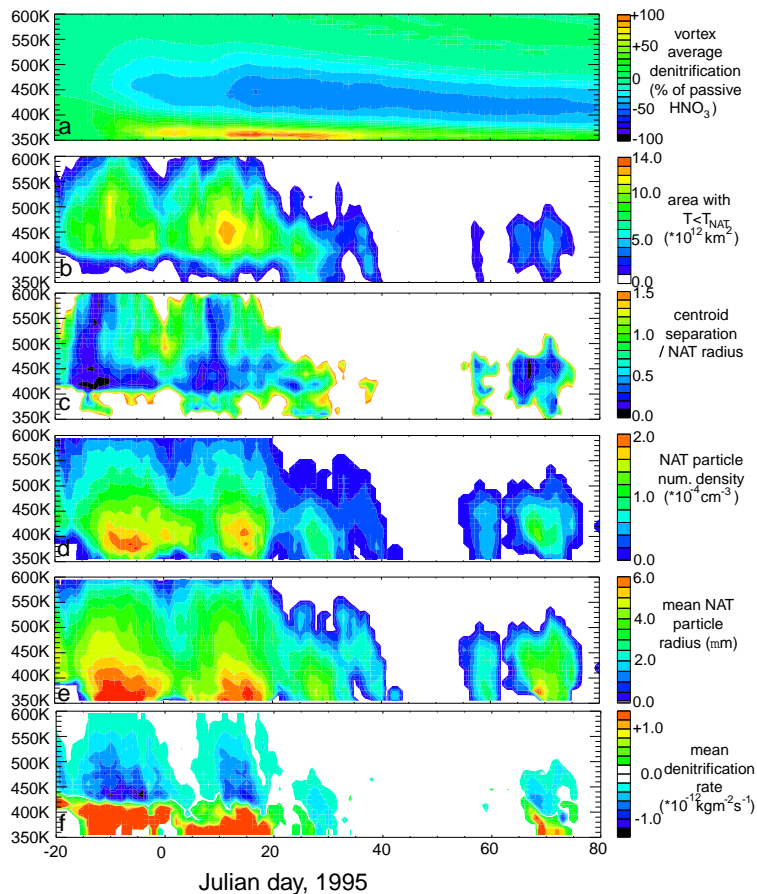 600K
550K
500K
450K
400K
350K
a
+100
+50
0
-50
-100
vortex
average
denitrification
(% of passive
HNO3)
600K
550K
500K
450K
400K
350K
b
14.0
10.0
5.0
0.0
area with
T<TNAT
(*10^12 km^2)
600K
550K
500K
450K
400K
350K
c
1.5
1.0
0.5
0.0
centroid
separation
/ NAT radius
600K
550K
500K
450K
400K
350K
d
2.0
1.0
0.0
NAT particle
num. density
(*10^-4 cm^-3)
600K
550K
500K
450K
400K
350K
e
6.0
4.0
2.0
0.0
mean NAT
particle
radius (mm)
600K
550K
500K
450K
400K
350K
f
+1.0
0.0
-1.0
mean
denitrification
rate
(*10^-12 kgm^-2 s^-1)
-20 0 20 40 60 80
Julian day, 1995